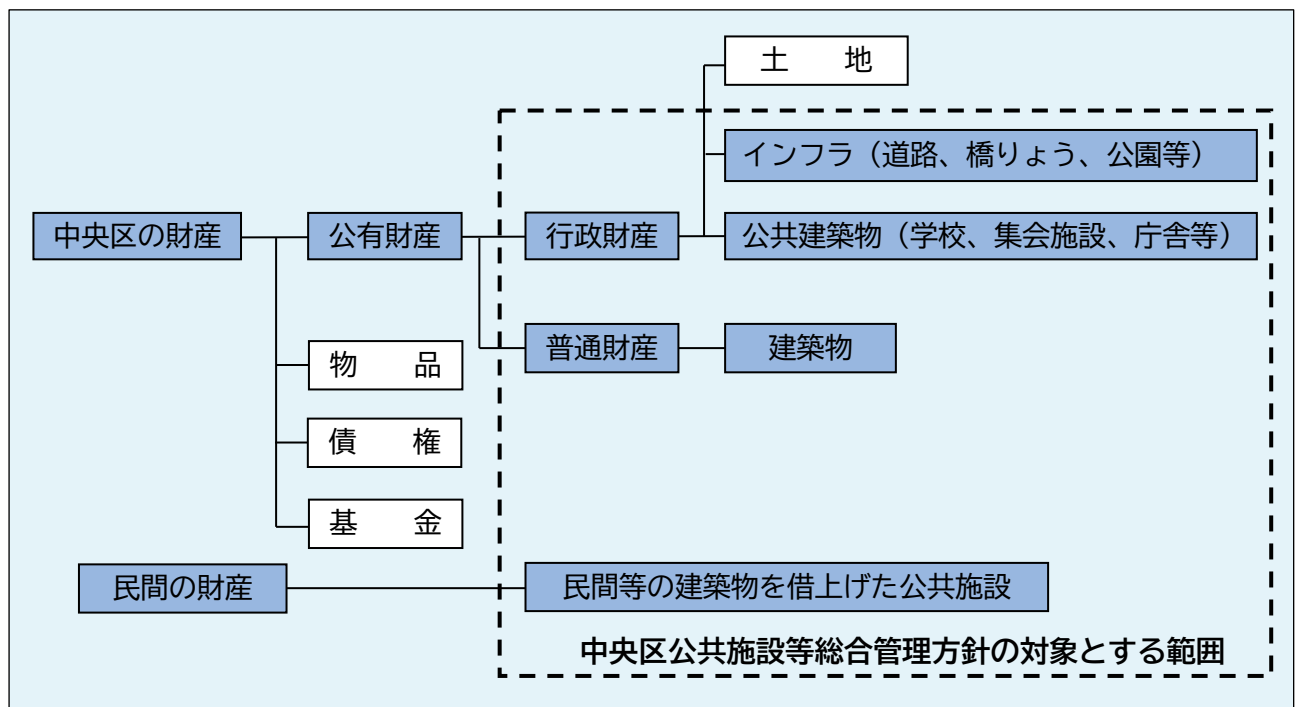 土　地
インフラ（道路、橋りょう、公園等）
中央区の財産
公有財産
行政財産
公共建築物（学校、集会施設、庁舎等）
普通財産
建築物
物　品
債　権
基　金
民間の財産
民間等の建築物を借上げた公共施設
中央区公共施設等総合管理方針の対象とする範囲